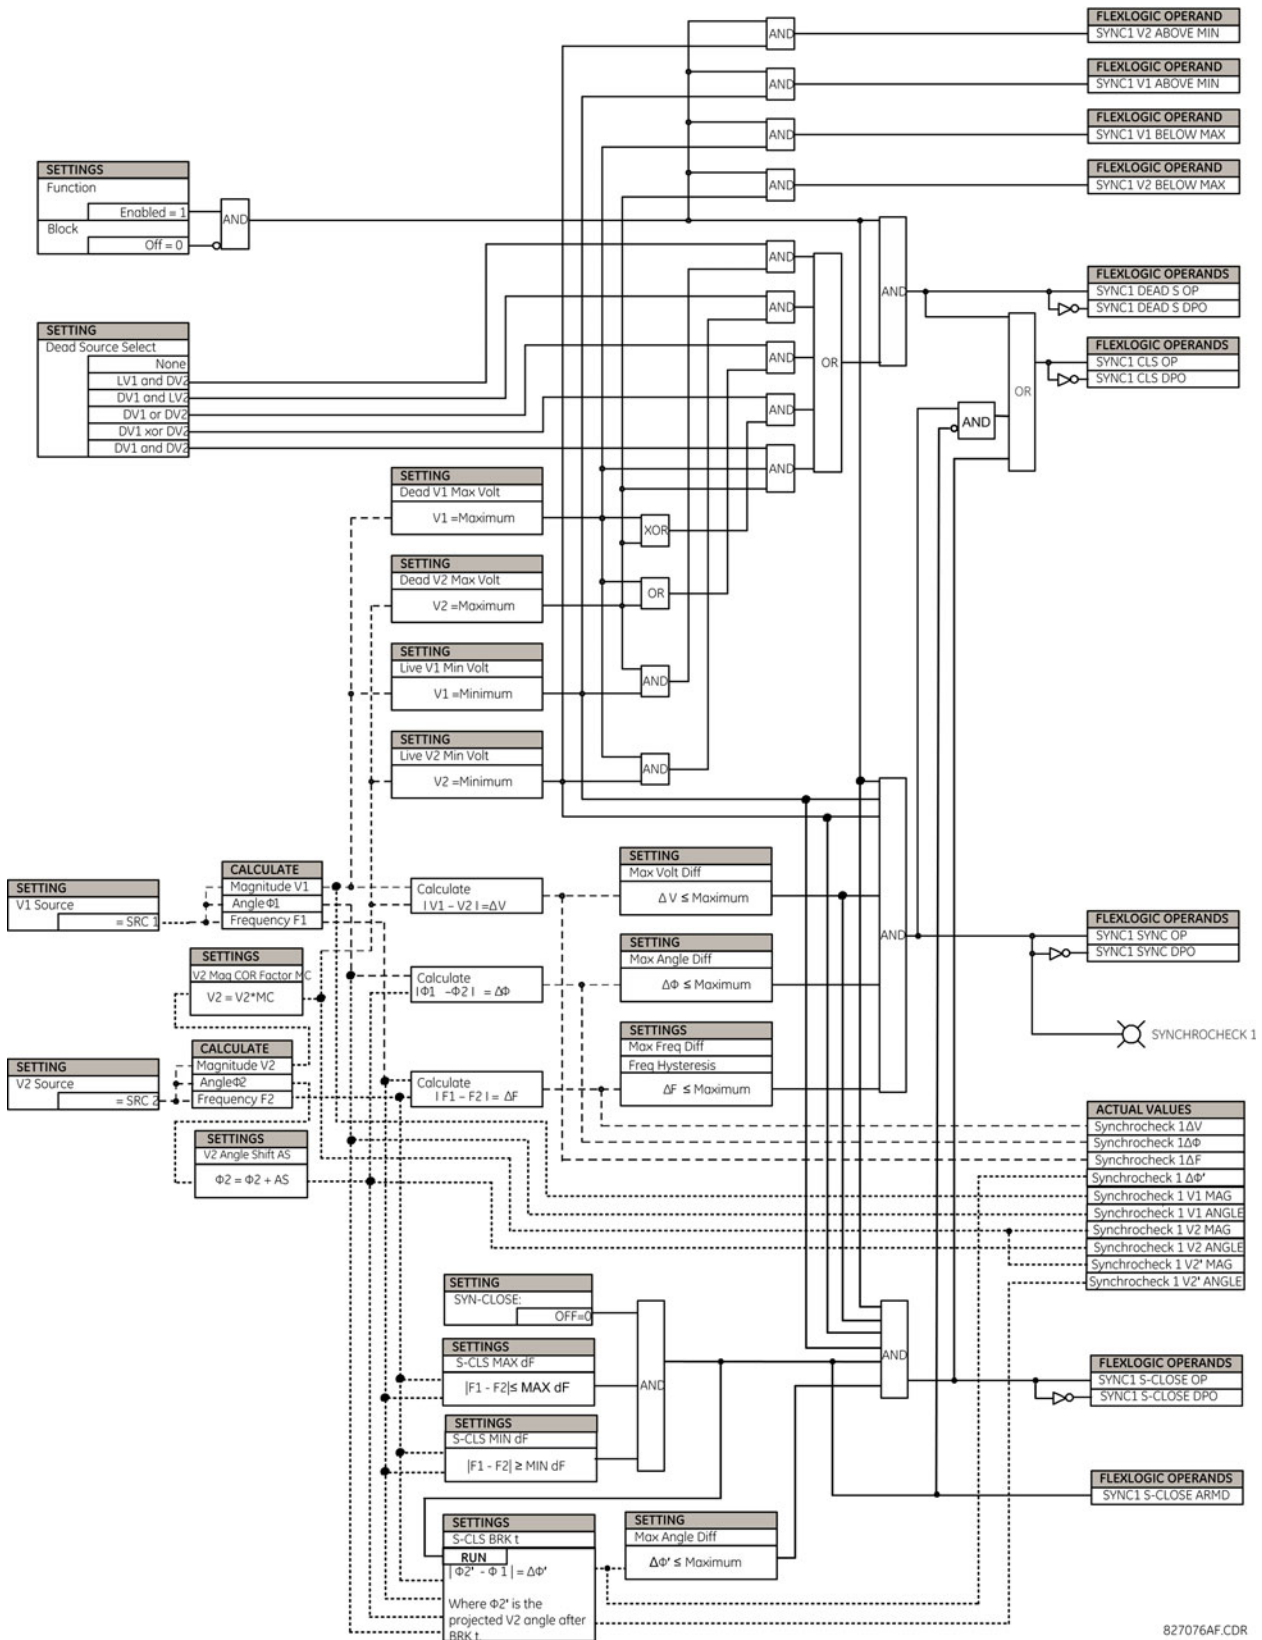 FLEXLOGIC OPERAND
SYNC1 V2 ABOVE MIN
AND
FLEXLOGIC OPERAND
SYNC1 V1 ABOVE MIN
AND
FLEXLOGIC OPERAND
SYNC1 V1 BELOW MAX
AND
FLEXLOGIC OPERAND
SYNC1 V2 BELOW MAX
AND
SETTINGS
Function
Enabled = 1
Block
Off = 0
AND
SETTING
Dead Source Select
None
LV1 and DV2
DV1 and LV2
DV1 or DV2
DV1 xor DV2
DV1 and DV2
AND
AND
AND
AND
AND
OR
AND
FLEXLOGIC OPERANDS
SYNC1 DEAD S OP
SYNC1 DEAD S DPO
FLEXLOGIC OPERANDS
SYNC1 CLS OP
SYNC1 CLS DPO
OR
AND
SETTING
Dead V1 Max Volt
V1 =Maximum
XOR
SETTING
Dead V2 Max Volt
V2 =Maximum
OR
SETTING
Live V1 Min Volt
V1 =Minimum
AND
SETTING
Live V2 Min Volt
V2 =Minimum
AND
SETTING
V1 Source
= SRC 1
CALCULATE
Magnitude V1
Angle Φ1
Frequency F1
Calculate
I V1 – V2 I =ΔV
SETTING
Max Volt Diff
Δ V ≤ Maximum
SETTINGS
V2 Mag COR Factor MC
V2 = V2*MC
Calculate
I Φ1 –Φ2 I = ΔΦ
SETTING
Max Angle Diff
ΔΦ ≤ Maximum
AND
FLEXLOGIC OPERANDS
SYNC1 SYNC OP
SYNC1 SYNC DPO
SYNCHROCHECK 1
SETTING
V2 Source
= SRC 2
CALCULATE
Magnitude V2
AngleΦ2
Frequency F2
Calculate
I F1 – F2 I = ΔF
SETTINGS
Max Freq Diff
Freq Hysteresis
ΔF ≤ Maximum
SETTINGS
V2 Angle Shift AS
Φ2 = Φ2 + AS
ACTUAL VALUES
Synchrocheck 1ΔV
Synchrocheck 1ΔΦ
Synchrocheck 1ΔF
Synchrocheck 1 ΔΦ'
Synchrocheck 1 V1 MAG
Synchrocheck 1 V1 ANGLE
Synchrocheck 1 V2 MAG
Synchrocheck 1 V2 ANGLE
Synchrocheck 1 V2' MAG
Synchrocheck 1 V2' ANGLE
SETTING
SYN-CLOSE:
OFF=0
SETTINGS
S-CLS MAX dF
|F1 - F2|≤ MAX dF
AND
SETTINGS
S-CLS MIN dF
|F1 - F2| ≥ MIN dF
AND
FLEXLOGIC OPERANDS
SYNC1 S-CLOSE OP
SYNC1 S-CLOSE DPO
FLEXLOGIC OPERANDS
SYNC1 S-CLOSE ARMD
SETTINGS
S-CLS BRK t
RUN
| Φ2' - Φ 1 | = ΔΦ'
Where Φ2' is the
projected V2 angle after
BRK t.
SETTING
Max Angle Diff
ΔΦ' ≤ Maximum
827076AF.CDR